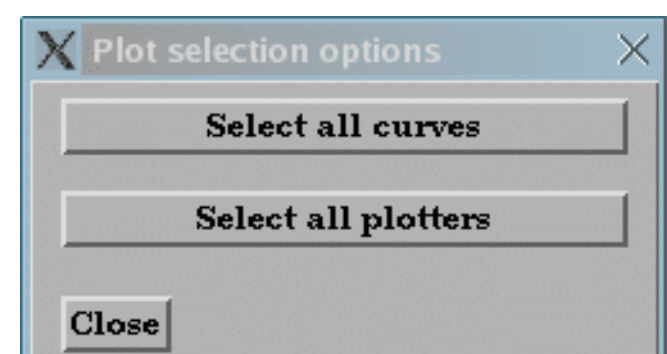 Plot selection options
Select all curves
Select all plotters
Close